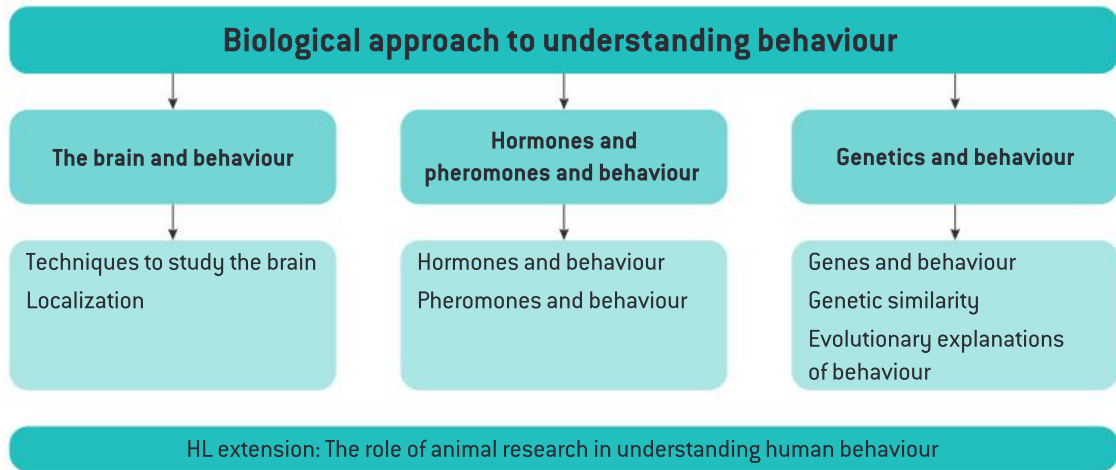 Biological approach to understanding behaviour
The brain and behaviour
Hormones and
pheromones and behaviour
Genetics and behaviour
Techniques to study the brain
Localization
Hormones and behaviour
Pheromones and behaviour
Genes and behaviour
Genetic similarity
Evolutionary explanations
of behaviour
HL extension: The role of animal research in understanding human behaviour